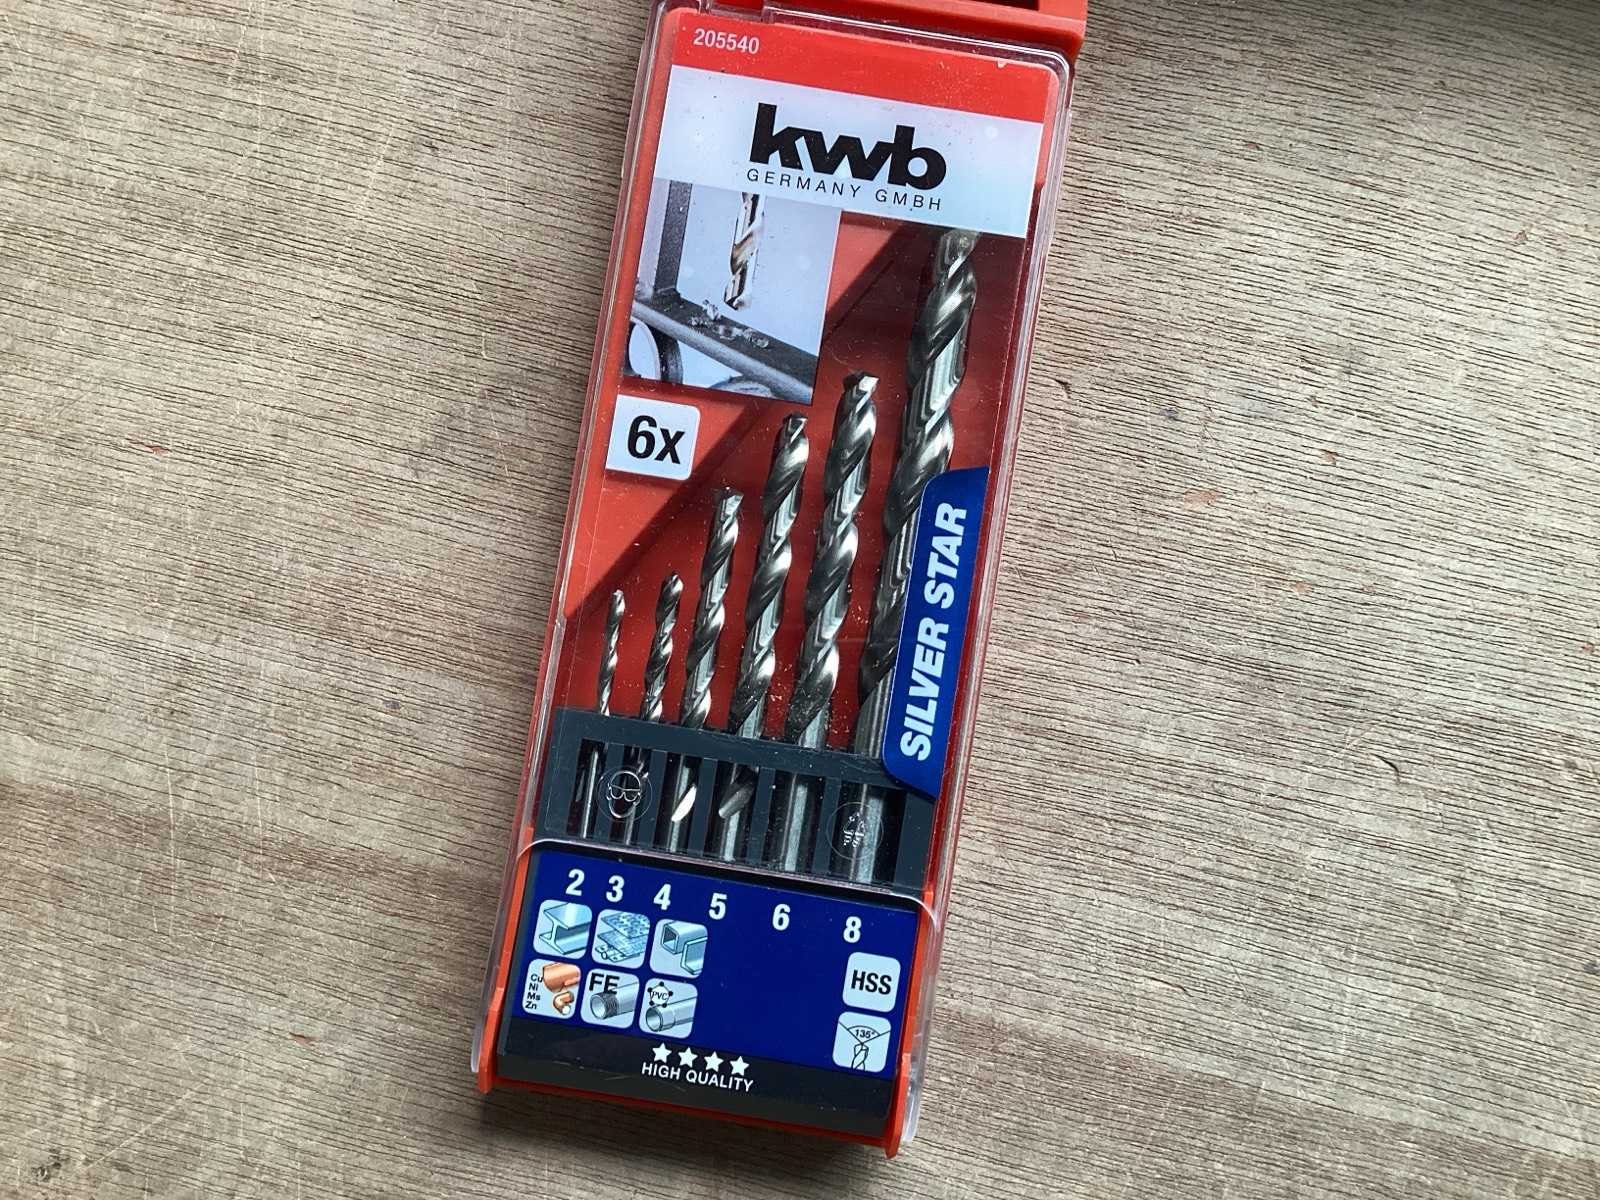 205540
kwb
GERMANY GMBH
6x
SILVER STAR
2 3 4 5 6 8
Cu
Ni
Ms
Zn
FE
PVC
HSS
135°
HIGH QUALITY